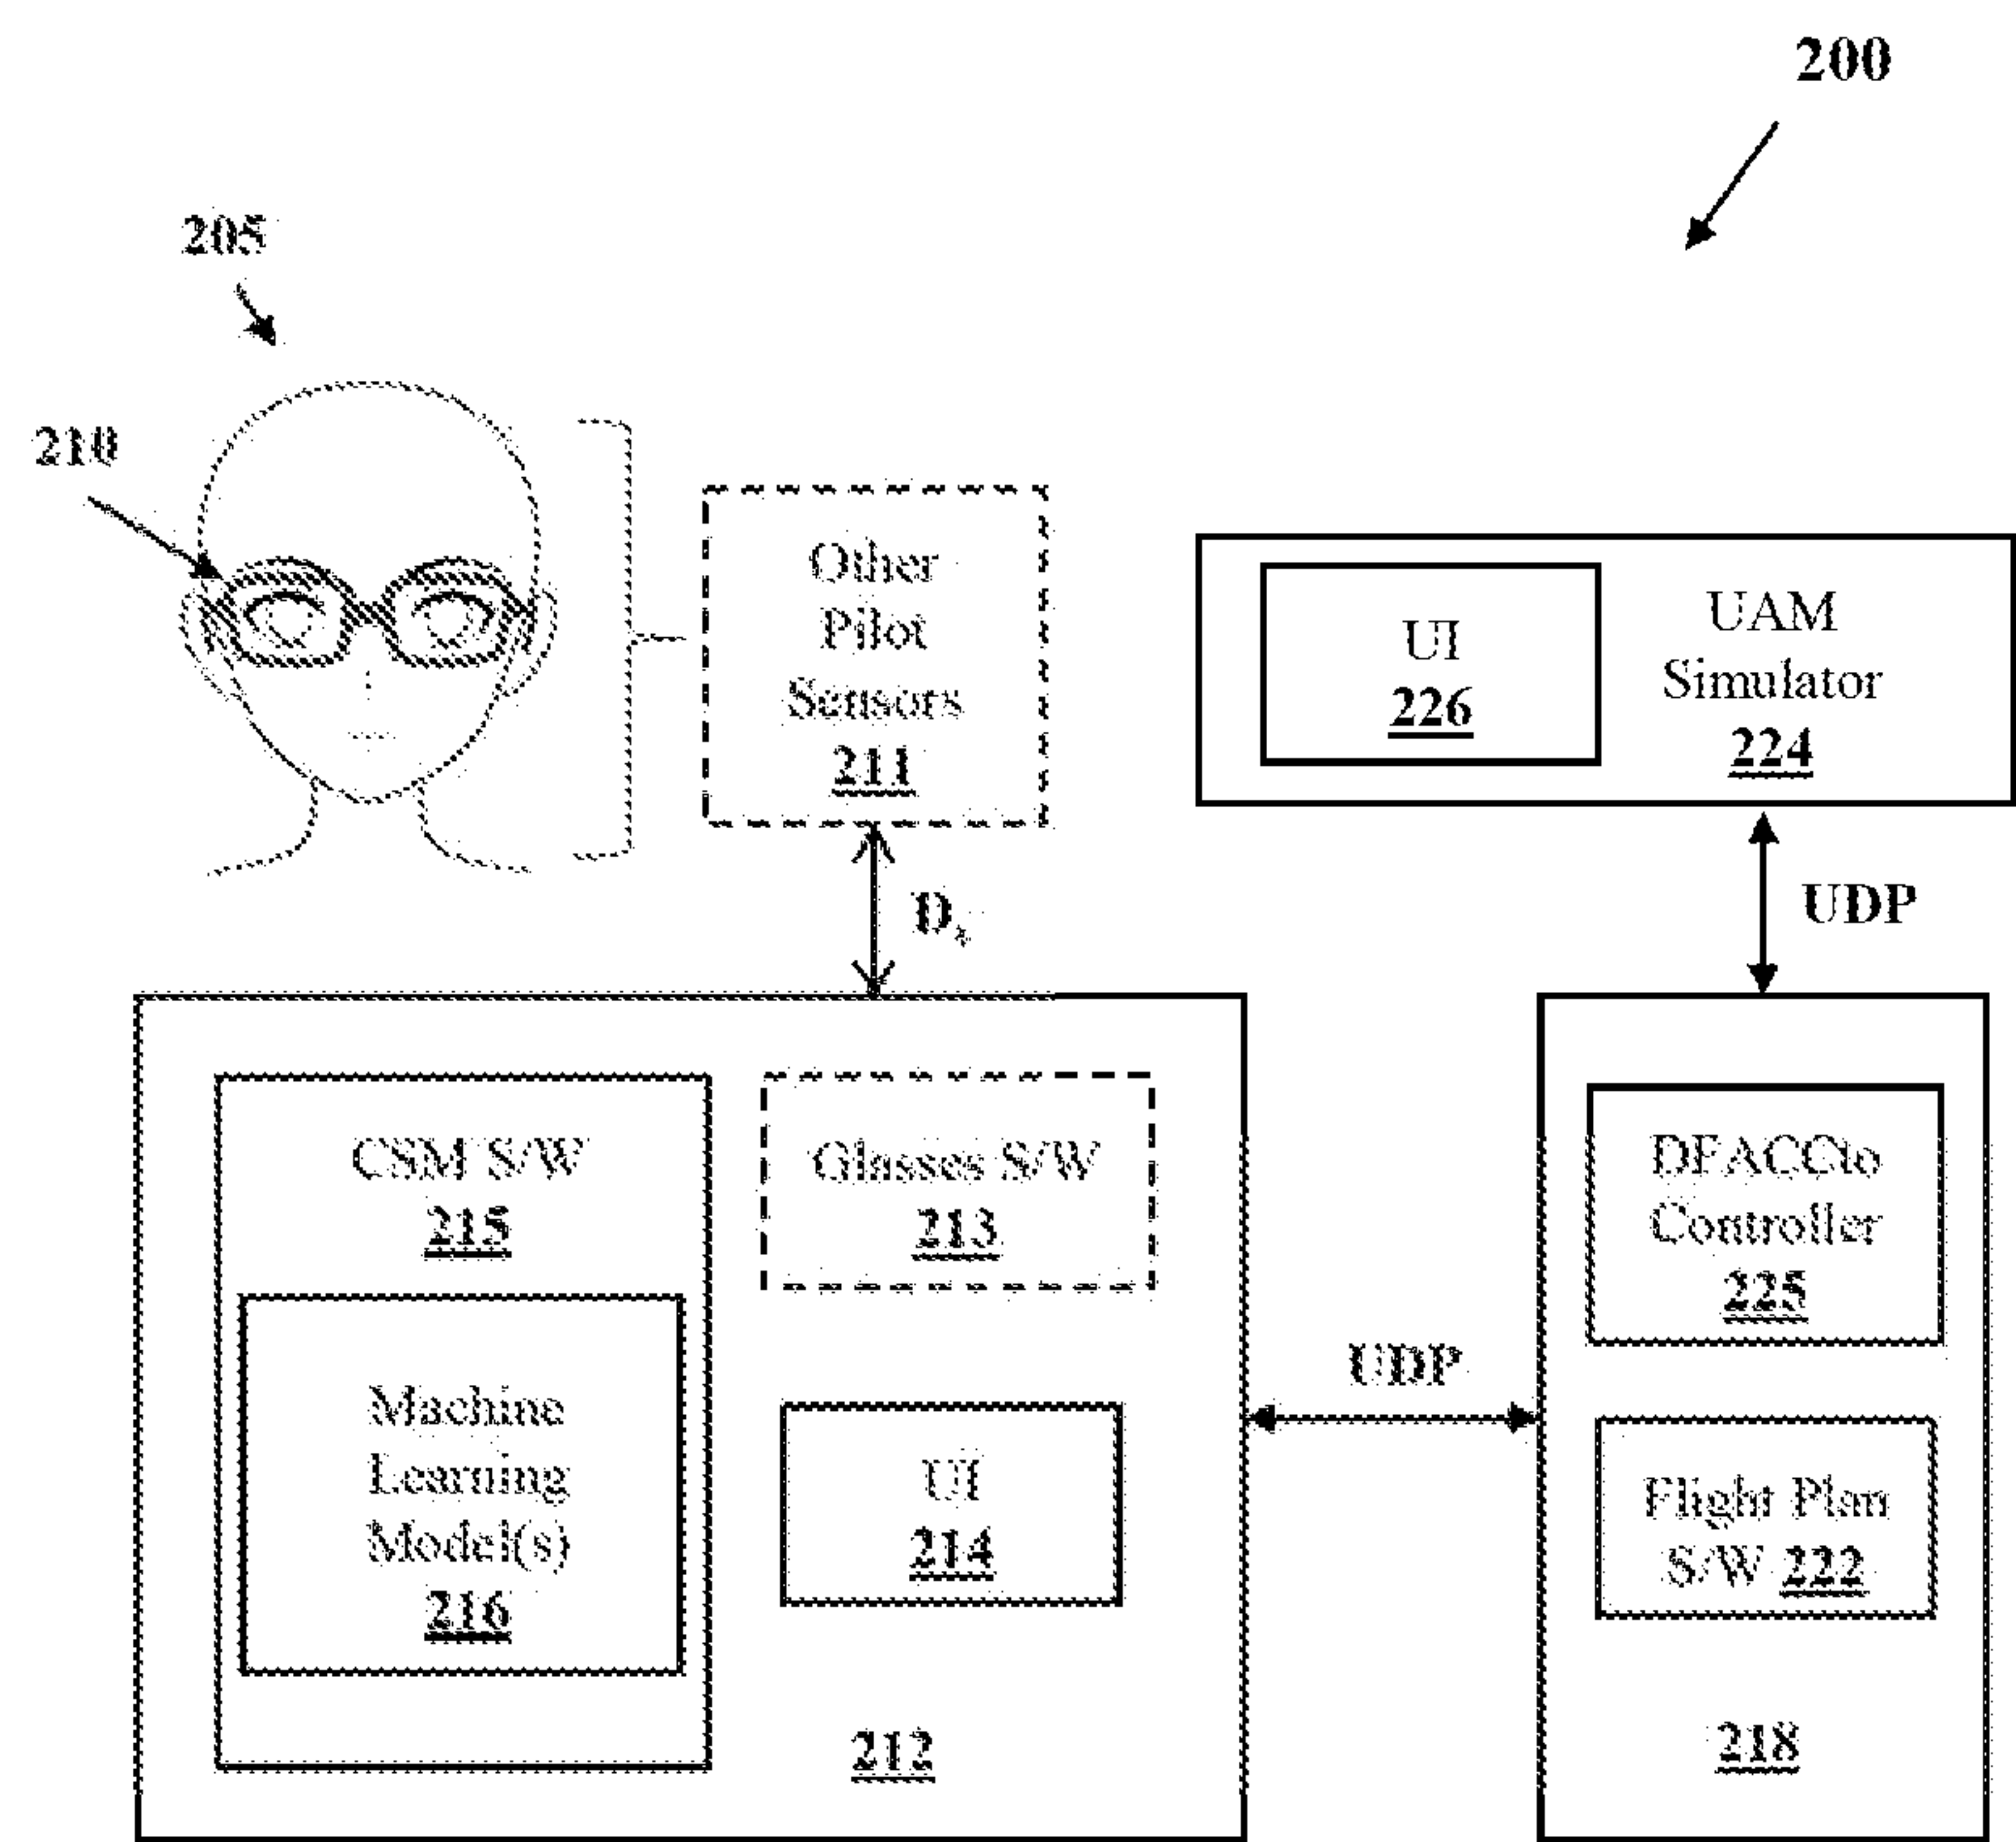 200
205
210
Other
Pilot
Sensors
211
UI
226
UAM
Simulator
224
UDP
CSM S/W
215
Machine
Learning
Model(s)
216
Glasses S/W
213
UI
214
212
UDP
Controller
225
Flight Plan
S/W 222
218